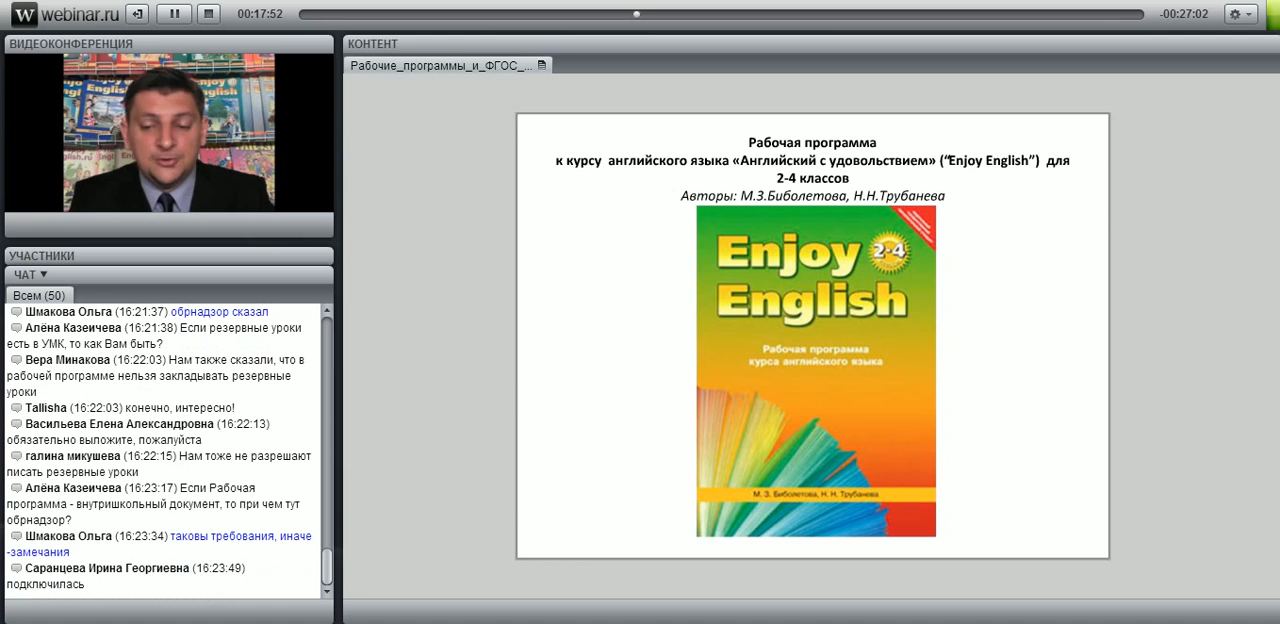 webinar.ru
00:17:52
-00:27:02
ВИДЕОКОНФЕРЕНЦИЯ
Enjoy
English
English.ru
УЧАСТНИКИ
ЧАТ ▼
Всем (50)
Шмакова Ольга (16:21:37) обрнадзор сказал
Алёна Казеичева (16:21:38) Если резервные уроки
есть в УМК, то как Вам быть?
Вера Минакова (16:22:03) Нам также сказали, что в
рабочей программе нельзя закладывать резервные
уроки
Tallisha (16:22:03) конечно, интересно!
Васильева Елена Александровна (16:22:13)
обязательно выложите, пожалуйста
галина микушева (16:22:15) Нам тоже не разрешают
писать резервные уроки
Алёна Казеичева (16:23:17) Если Рабочая
программа - внутришкольный документ, то при чем тут
обрнадзор?
Шмакова Ольга (16:23:34) таковы требования, иначе
-замечания
Саранцева Ирина Георгиевна (16:23:49)
подключилась
КОНТЕНТ
Рабочие_программы_и_ФГОС_...
Рабочая программа
к курсу английского языка «Английский с удовольствием» (“Enjoy English”) для
2-4 классов
Авторы: М.З.Биболетова, Н.Н.Трубанева
Enjoy 2-4
English
Рабочая программа
курса английского языка
М. З. Биболетова, Н. Н. Трубанева